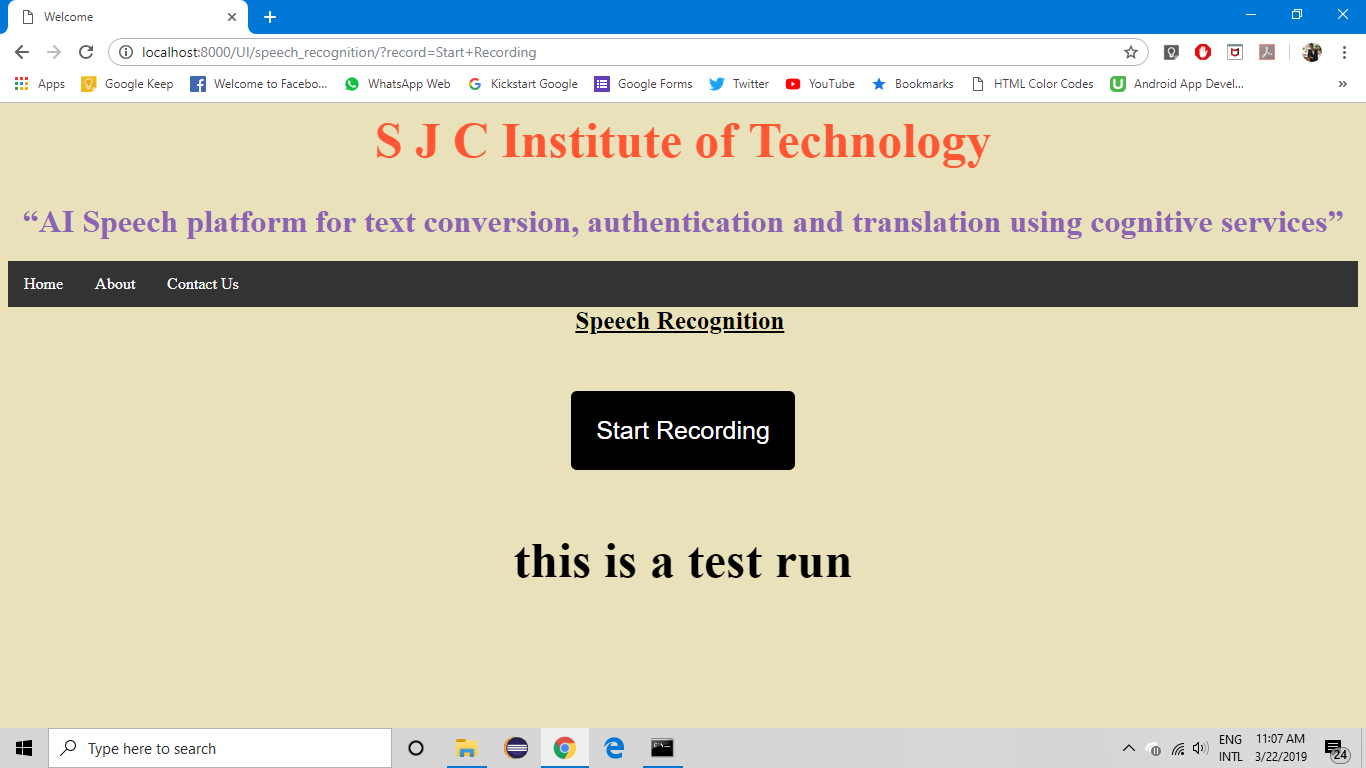 Welcome
localhost:8000/UI/speech_recognition/?record=Start+Recording
Apps Google Keep Welcome to Facebo... WhatsApp Web Kickstart Google Google Forms Twitter YouTube Bookmarks HTML Color Codes Android App Devel... »
S J C Institute of Technology
“AI Speech platform for text conversion, authentication and translation using cognitive services”
Home About Contact Us
Speech Recognition
Start Recording
this is a test run
Type here to search
ENG 11:07 AM
INTL 3/22/2019 24